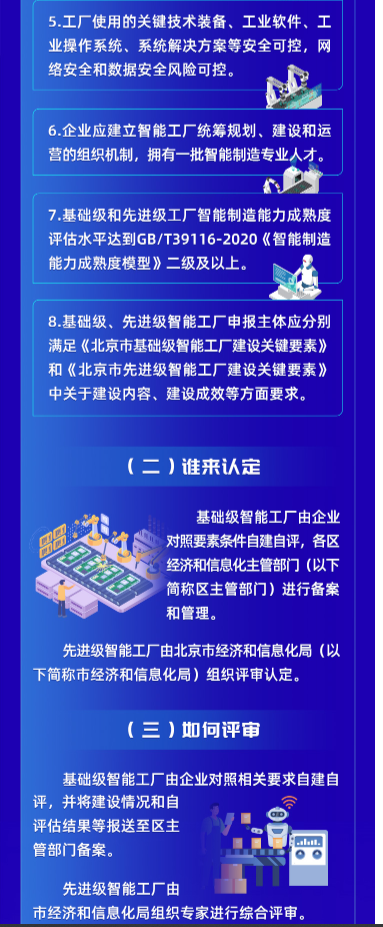 5.工厂使用的关键技术装备、工业软件、工
业操作系统、系统解决方案等安全可控，网
络安全和数据安全风险可控。
6.企业应建立智能工厂统筹规划、建设和运
营的组织机制，拥有一批智能制造专业人才。
7.基础级和先进级工厂智能制造能力成熟度
评估水平达到GB/T39116-2020《智能制造
能力成熟度模型》二级及以上。
8.基础级、先进级智能工厂申报主体应分别
满足《北京市基础级智能工厂建设关键要素》
和《北京市先进级智能工厂建设关键要素》
中关于建设内容、建设成效等方面要求。
（二）谁来认定
基础级智能工厂由企业
对照要素条件自建自评，各区
经济和信息化主管部门（以下
简称区主管部门）进行备案
和管理。
先进级智能工厂由北京市经济和信息化局（以
下简称市经济和信息化局）组织评审认定。
（三）如何评审
基础级智能工厂由企业对照相关要求自建自
评，并将建设情况和自
评估结果等报送至区主
管部门备案。
先进级智能工厂由
市经济和信息化局组织专家进行综合评审。